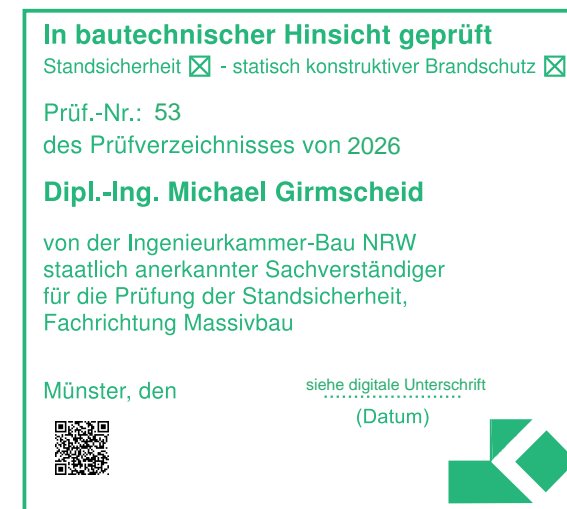 In bautechnischer Hinsicht geprüft
Standsicherheit ☒ - statisch konstruktiver Brandschutz ☒
Prüf.-Nr.: 53
des Prüfverzeichnisses von 2026
Dipl.-Ing. Michael Girmscheid
von der Ingenieurkammer-Bau NRW
staatlich anerkannter Sachverständiger
für die Prüfung der Standsicherheit,
Fachrichtung Massivbau
Münster, den siehe digitale Unterschrift
(Datum)